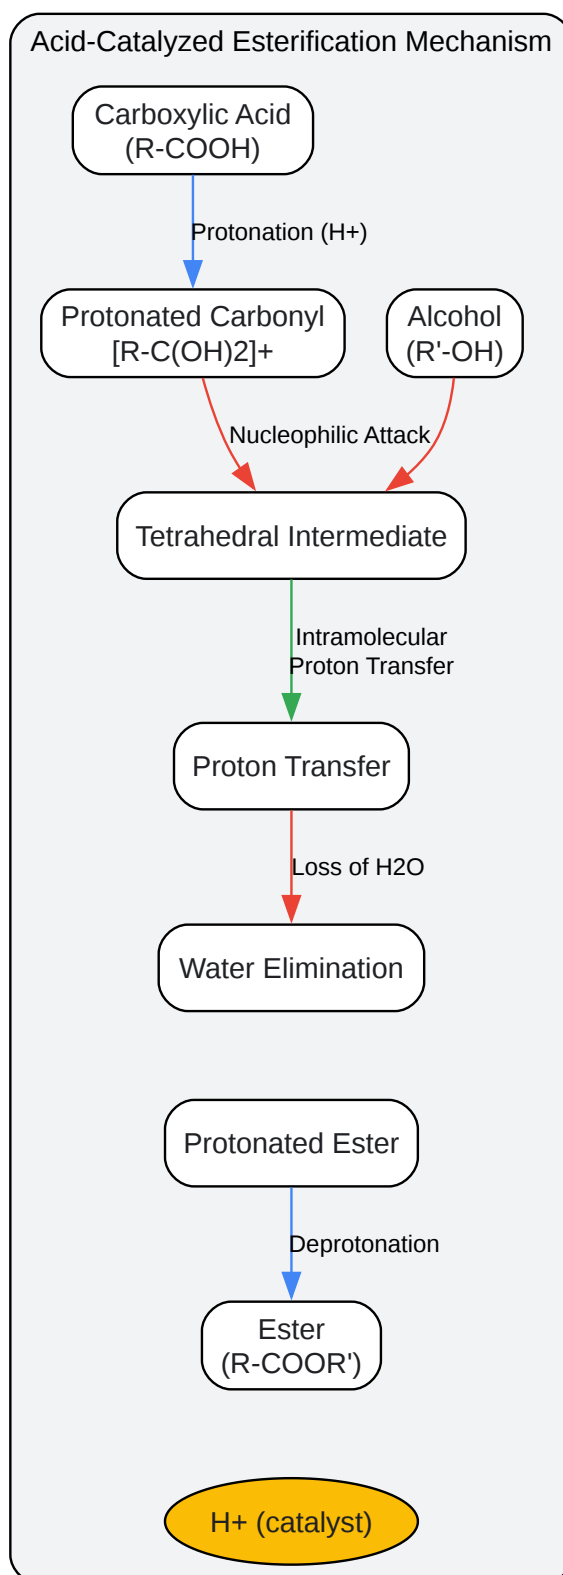 Acid-Catalyzed Esterification Mechanism
Carboxylic Acid
(R-COOH)
Protonation (H+)
Protonated Carbonyl
[R-C(OH)2]+
Alcohol
(R'-OH)
Nucleophilic Attack
Tetrahedral Intermediate
Intramolecular
Proton Transfer
Proton Transfer
Loss of H2O
Water Elimination
Protonated Ester
Deprotonation
Ester
(R-COOR')
H+ (catalyst)